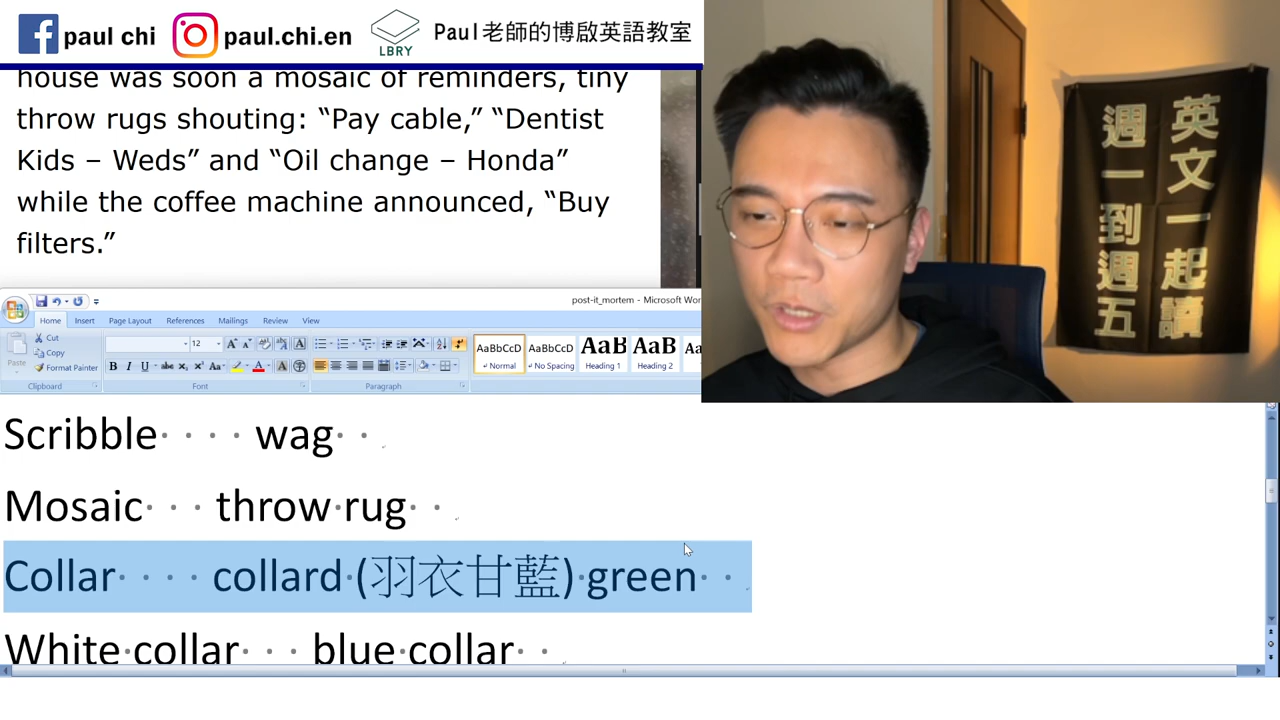 paul chi
paul.chi.en
LBRY
Paul老師的博啟英語教室
house was soon a mosaic of reminders, tiny
throw rugs shouting: “Pay cable,” “Dentist
Kids – Weds” and “Oil change – Honda”
while the coffee machine announced, “Buy
filters.”
英文一起讀
週一到週五
post-it_mortem - Microsoft Wor
Home Insert Page Layout References Mailings Review View
Cut
Copy
Format Painter
Paste
Clipboard
12
Font
Paragraph
AaBbCcD
Normal
AaBbCcD
No Spacing
AaB
Heading 1
AaB
Heading 2
Aa
Scribble wag
Mosaic throw rug
Collar collard (羽衣甘藍) green
White collar blue collar